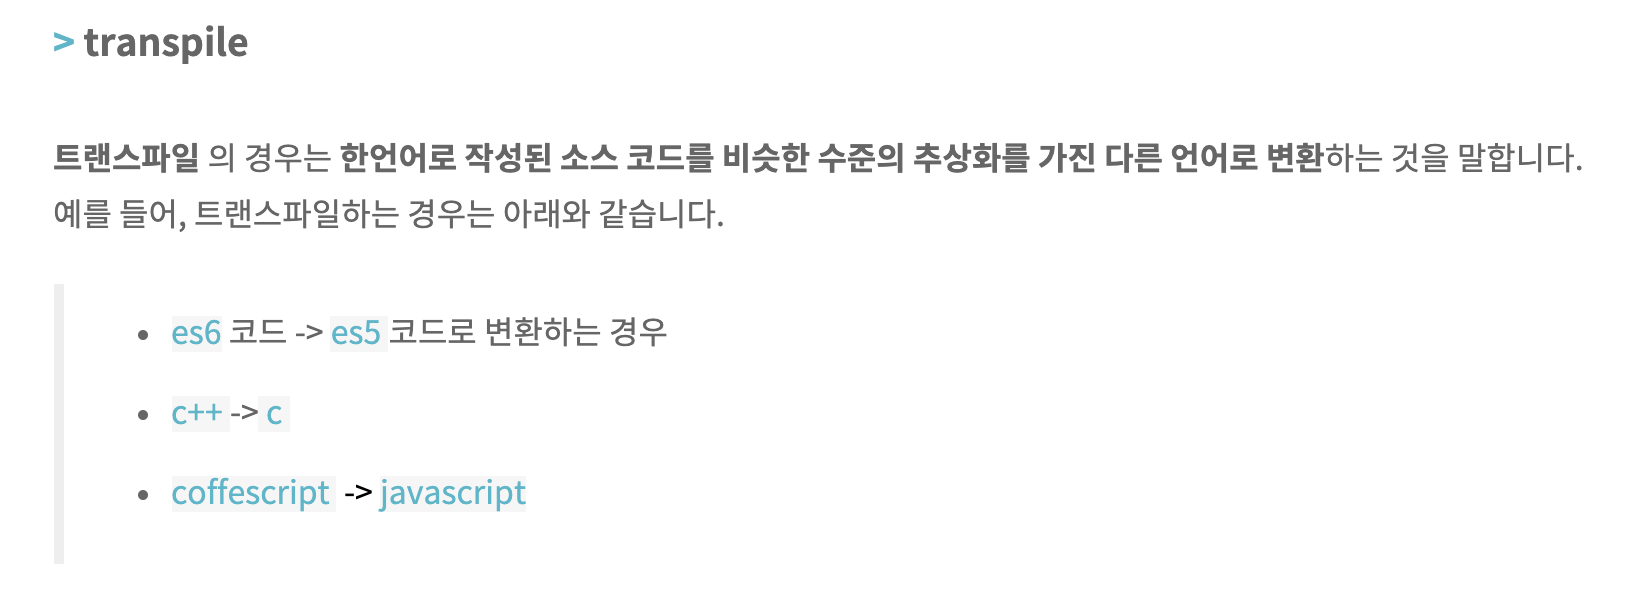 > transpile
트랜스파일 의 경우는 한언어로 작성된 소스 코드를 비슷한 수준의 추상화를 가진 다른 언어로 변환하는 것을 말합니다.
예를 들어, 트랜스파일하는 경우는 아래와 같습니다.
• es6 코드 -> es5 코드로 변환하는 경우
• c++ -> c
• coffescript -> javascript